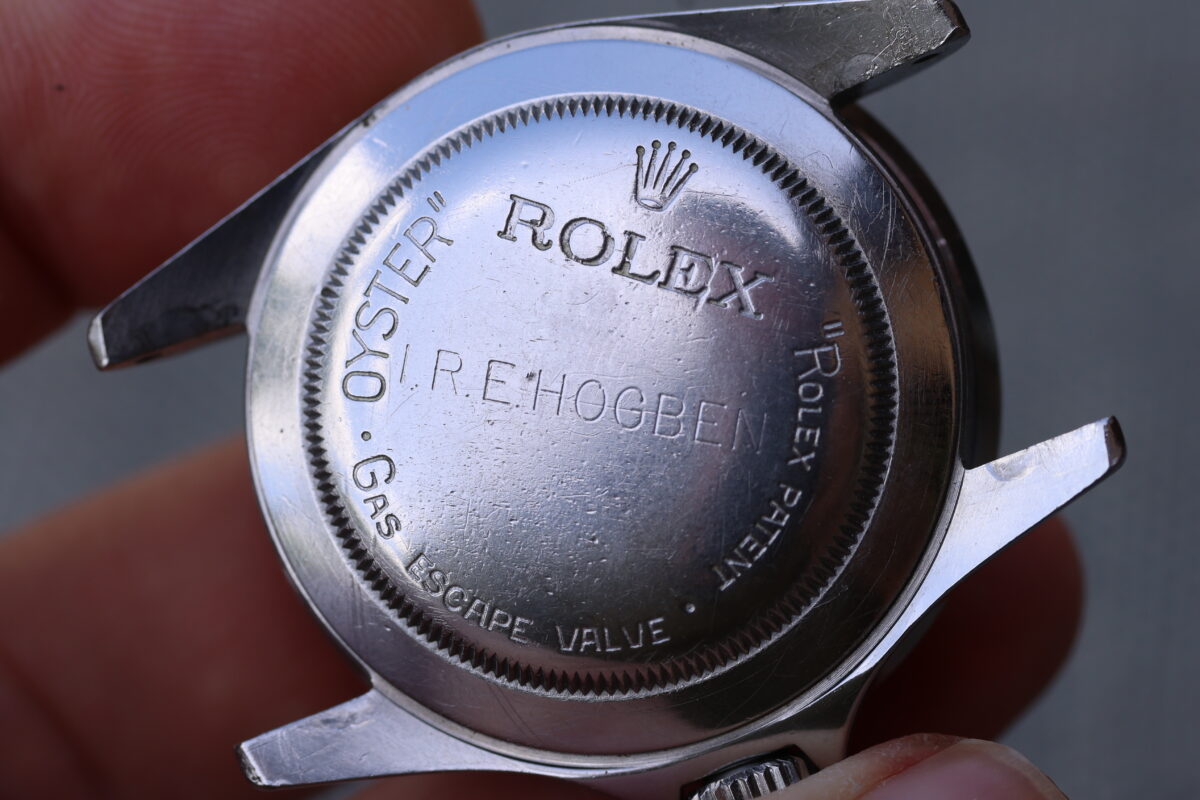 ROLEX
I.R.E.HOGBEN
"ROLEX PATENT · GAS ESCAPE VALVE · OYSTER"